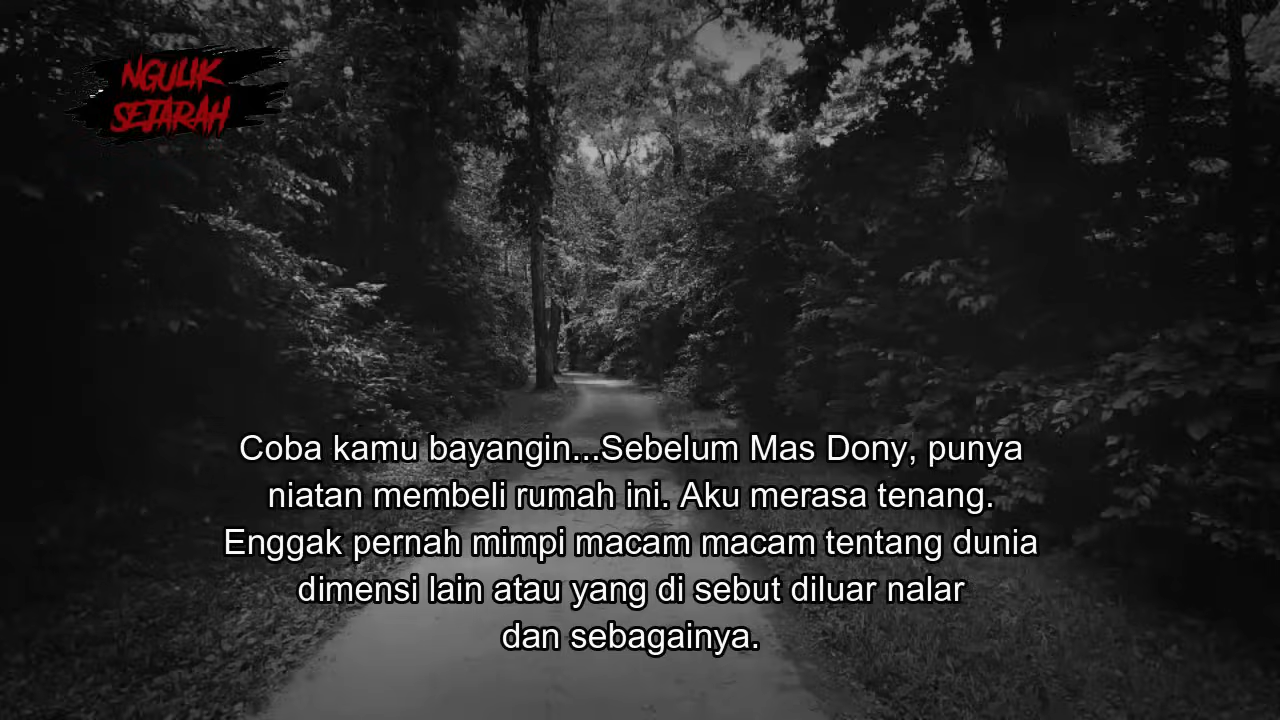 NGULIK
SEJARAH
Coba kamu bayangin...Sebelum Mas Dony, punya
niatan membeli rumah ini. Aku merasa tenang.
Enggak pernah mimpi macam macam tentang dunia
dimensi lain atau yang di sebut diluar nalar
dan sebagainya.